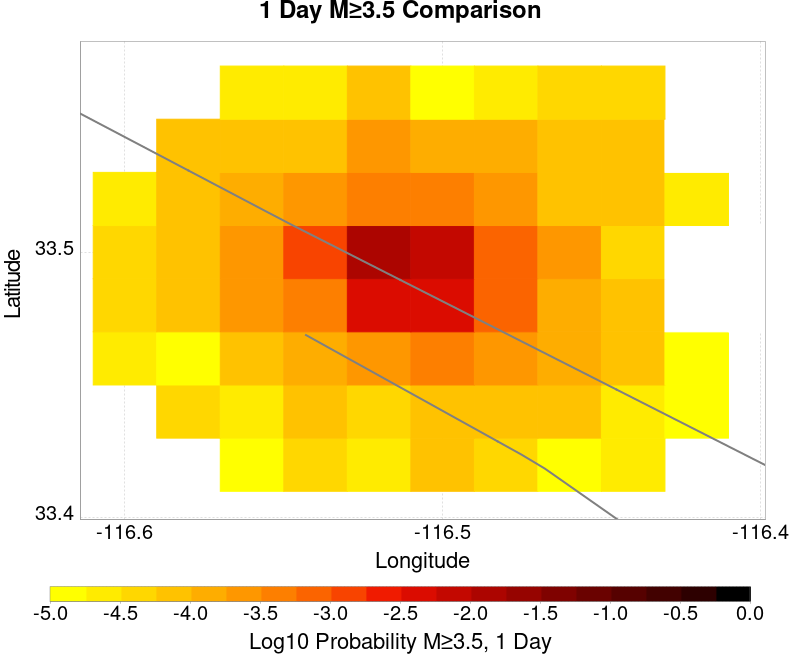 1 Day M≥3.5 Comparison
Latitude
33.5
33.4
-116.6 -116.5 -116.4
Longitude
-5.0 -4.5 -4.0 -3.5 -3.0 -2.5 -2.0 -1.5 -1.0 -0.5 0.0
Log10 Probability M≥3.5, 1 Day